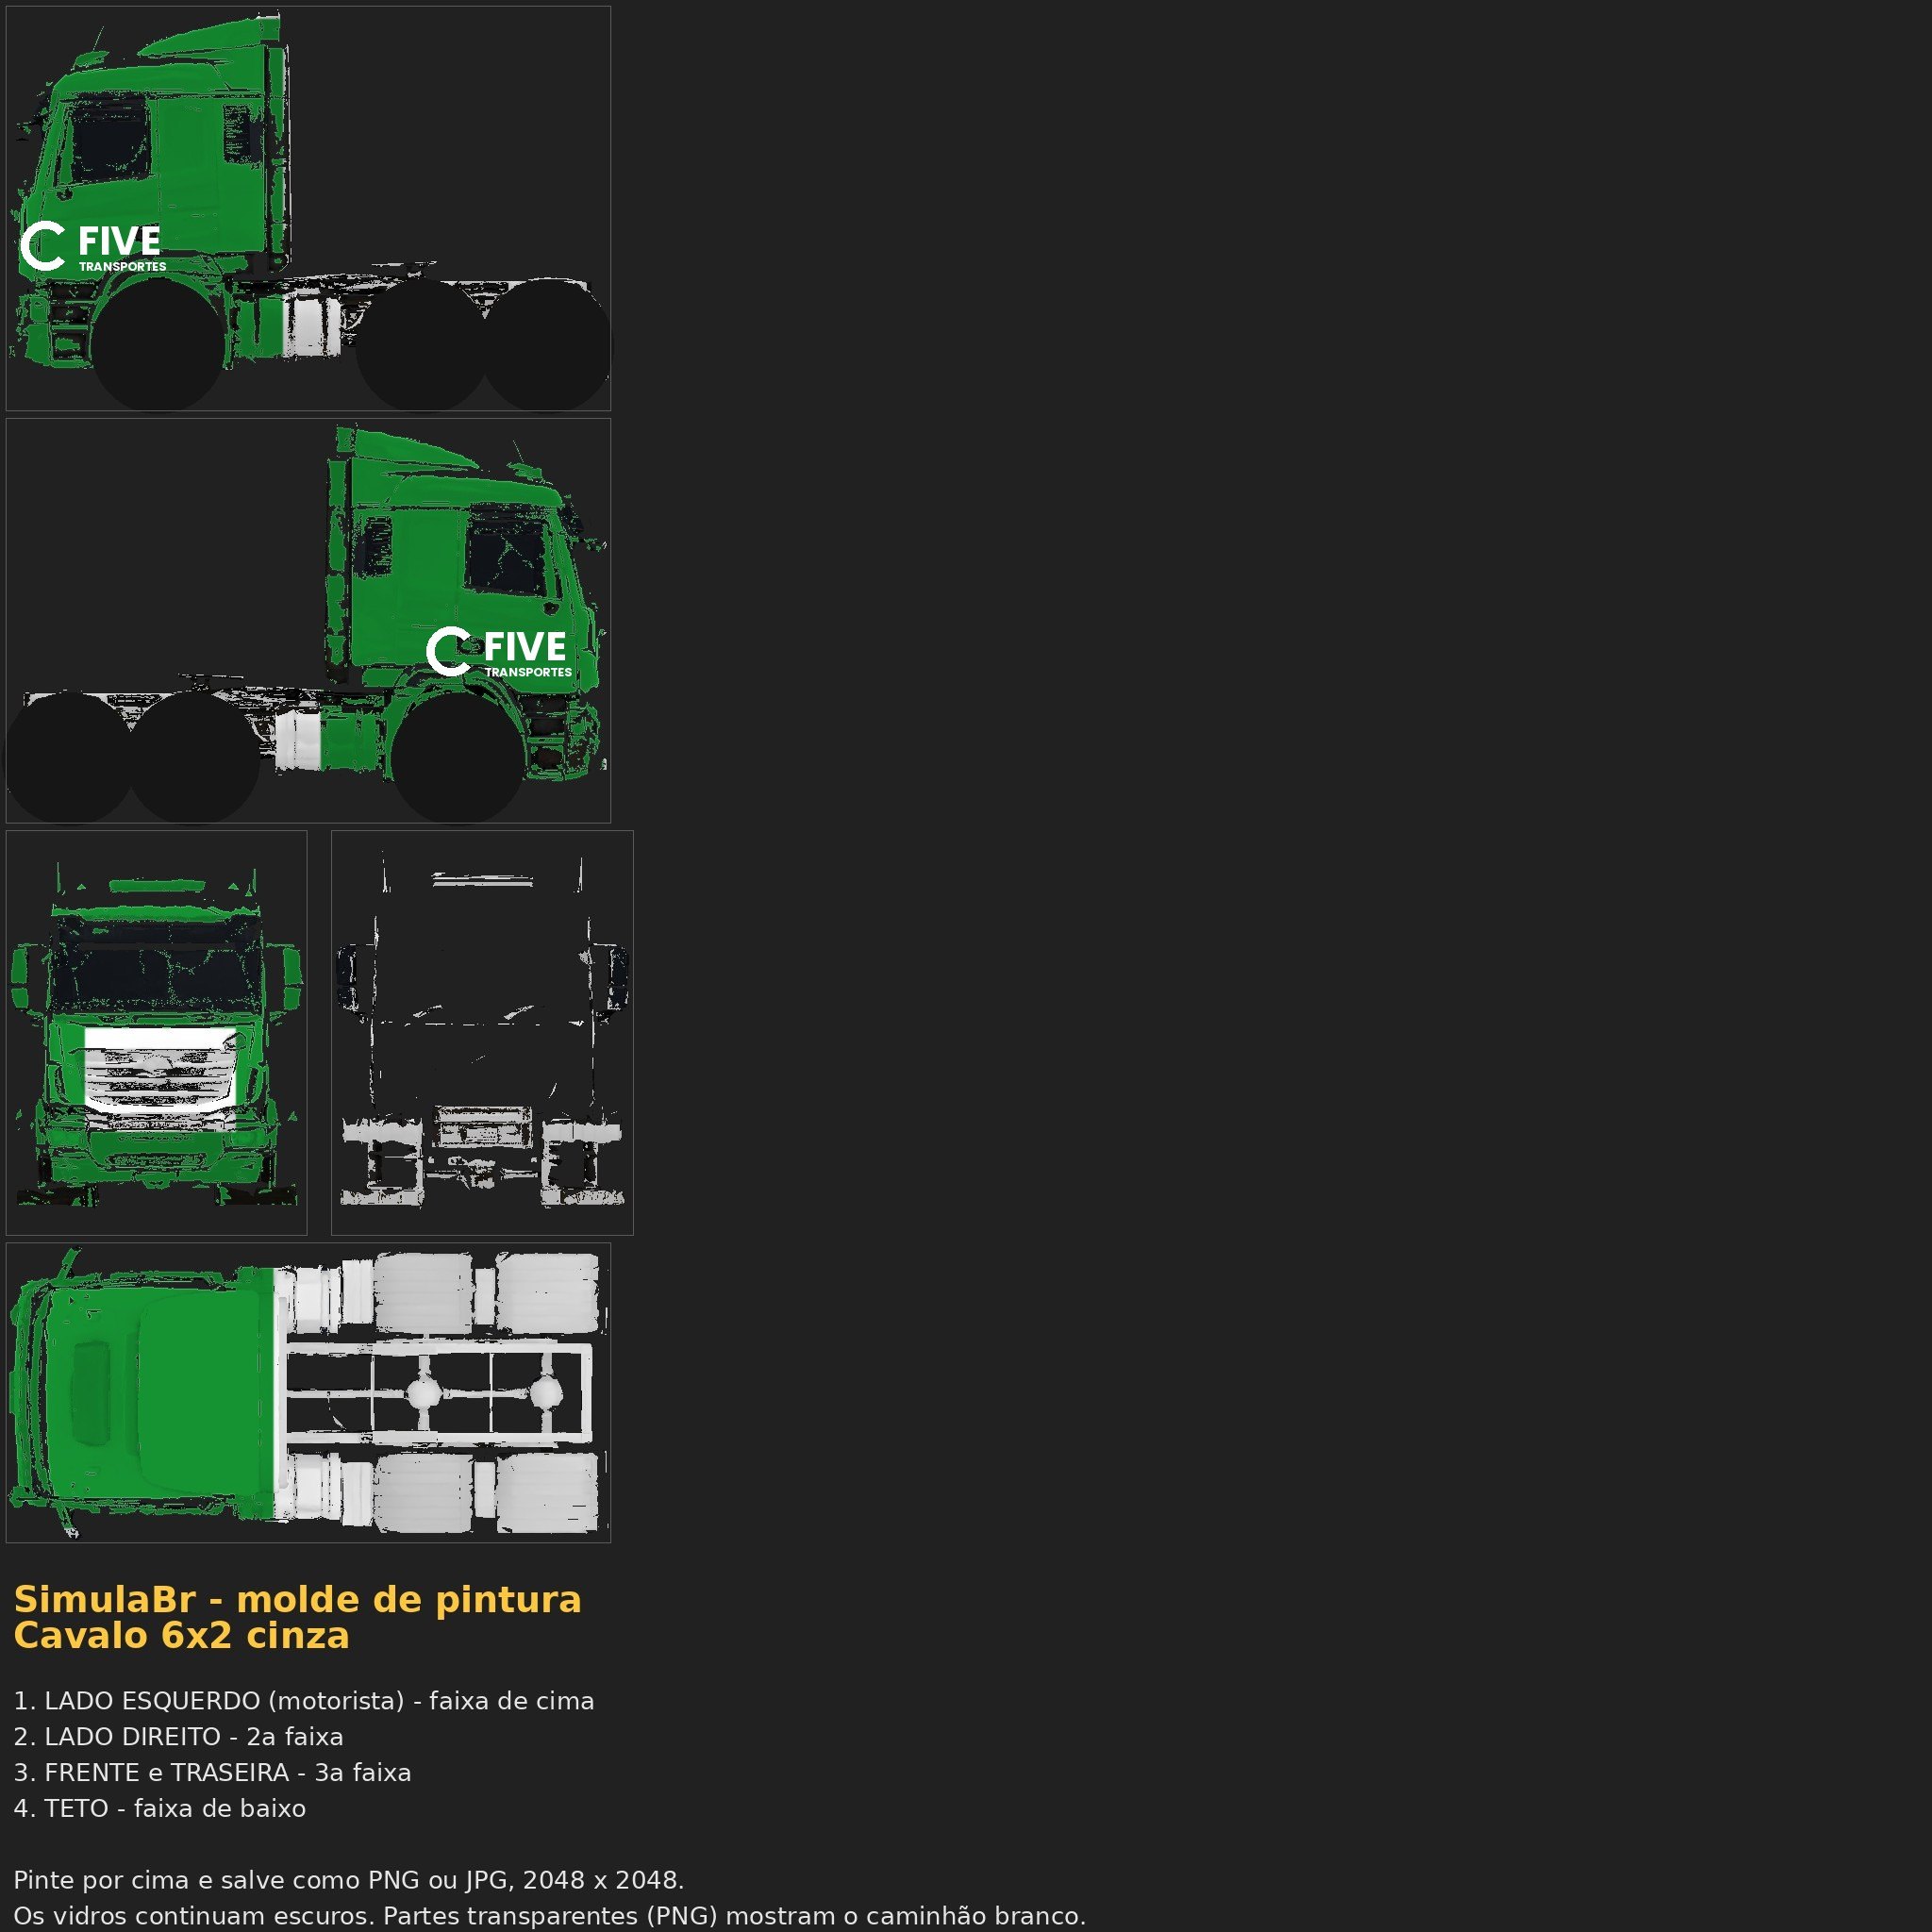 FIVE
TRANSPORTES
FIVE
TRANSPORTES
SimulaBr - molde de pintura
Cavalo 6x2 cinza
1. LADO ESQUERDO (motorista) - faixa de cima
2. LADO DIREITO - 2a faixa
3. FRENTE e TRASEIRA - 3a faixa
4. TETO - faixa de baixo
Pinte por cima e salve como PNG ou JPG, 2048 x 2048.
Os vidros continuam escuros. Partes transparentes (PNG) mostram o caminhão branco.